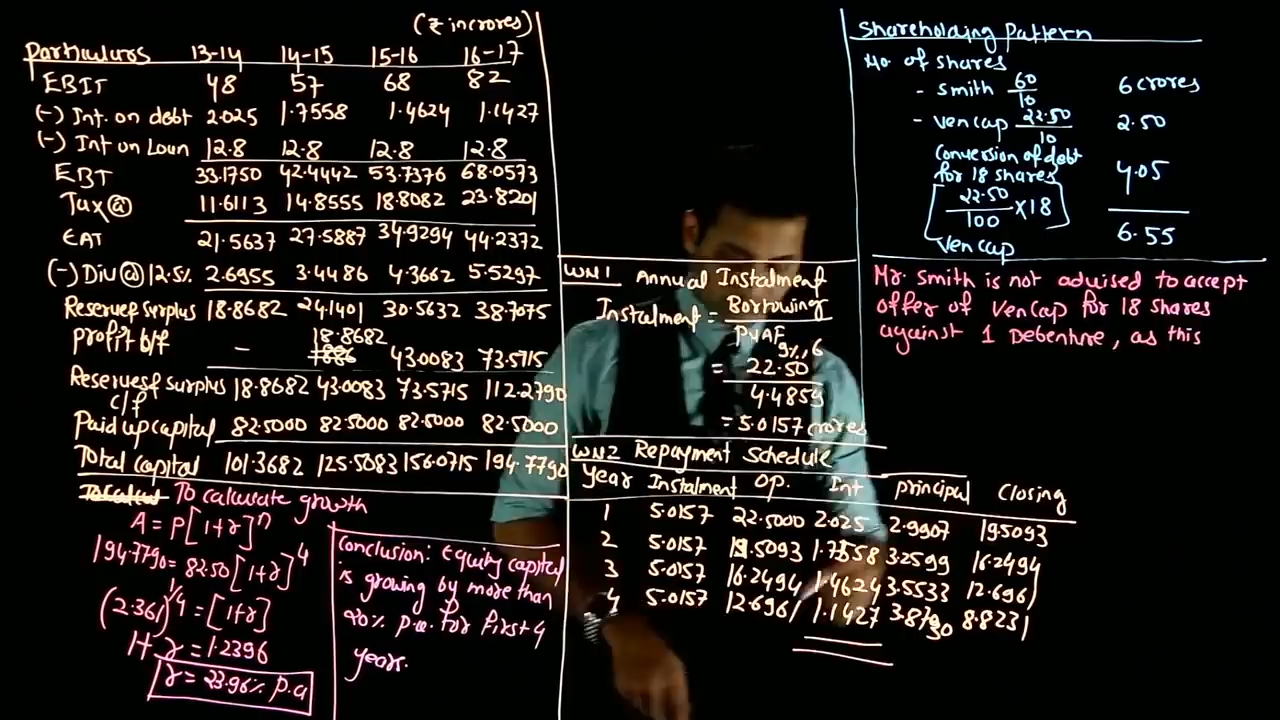 (₹ in crores)
Particulars 13-14 14-15 15-16 16-17
EBIT 48 57 68 82
(-) Int. on debt 2.025 1.7558 1.4624 1.1427
(-) Int on Loan 12.8 12.8 12.8 12.8
EBT 33.1750 42.4442 53.7376 68.0573
Tax @ 11.6113 14.8555 18.8082 23.8201
EAT 21.5637 27.5887 34.9294 44.2372
(-) Div @ 12.5% 2.6955 3.4486 4.3662 5.5297
Reserves surplus 18.8682 24.1401 30.5632 38.7075
profit b/f - 18.8682 43.0083 73.5715
Reserves & surplus 18.8682 43.0083 73.5715 112.2790
c/f
Paid up capital 82.5000 82.5000 82.5000 82.5000
Total capital 101.3682 125.5083 156.0715 194.7790
To calculate growth
A = P[1+r]^n
194.7790 = 82.50[1+r]^4
(2.361)^1/4 = [1+r]
1+r = 1.2396
r = 23.96% p.a
Conclusion: Equity capital
is growing by more than
20% p.a. for first 4
years.
WN1 Annual Instalment
Instalment = Borrowing
PVAF 9%, 6
= 22.50
4.4859
= 5.0157 crores
WN2 Repayment Schedule
Year Instalment Op. Int principal Closing
1 5.0157 22.5000 2.025 2.9907 19.5093
2 5.0157 19.5093 1.7558 3.2599 16.2494
3 5.0157 16.2494 1.4624 3.5533 12.6961
4 5.0157 12.6961 1.1427 3.8730 8.8231
Shareholding Pattern
No. of shares
- Smith 60/10 6 crores
- Vencap 22.50/10 2.50
Conversion of debt
for 18 shares 4.05
[22.50/100 × 18]
Vencap 6.55
Mr. Smith is not advised to accept
offer of Vencap for 18 shares
against 1 Debenture, as this